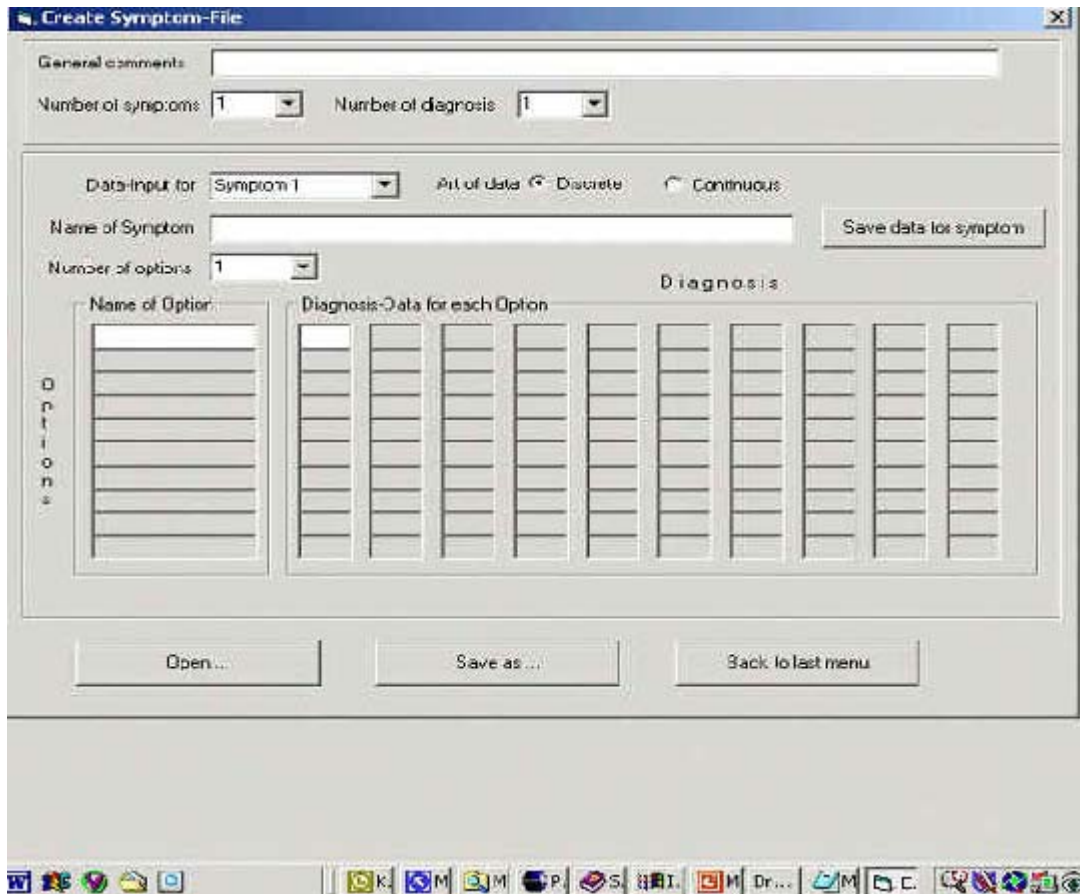 Create Symptom-File
General comments
Number of symptoms 1 Number of diagnosis 1
Data-Input for Symptom 1 Art of data Discrete Continuous
Name of Symptom Save data for symptom
Number of options 1
Diagnosis
Name of Option Diagnosis-Data for each Option
Options
Open ... Save as ... Back to last menu
K. M M P. S. I. M Dr... M E.